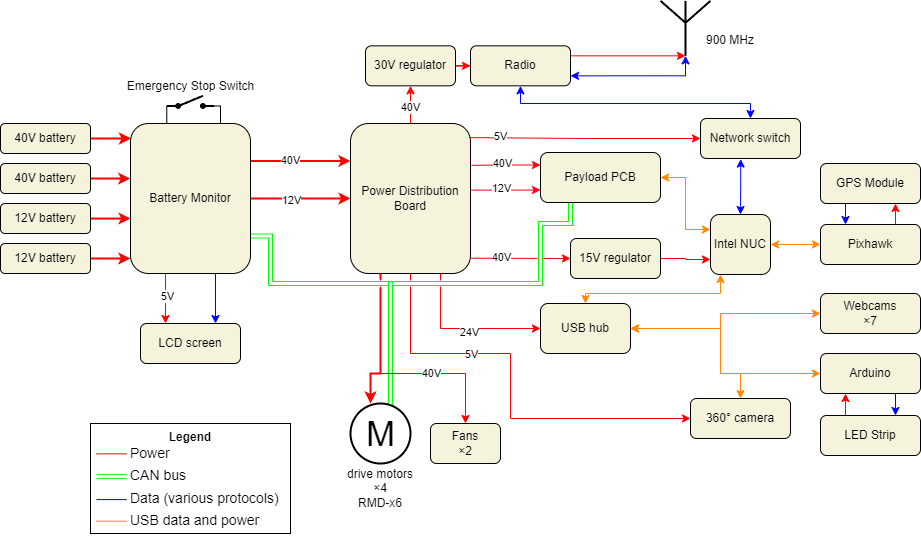 900 MHz
30V regulator
Radio
Emergency Stop Switch
40V
40V battery
40V battery
12V battery
12V battery
Battery Monitor
40V
12V
Power Distribution
Board
5V
40V
12V
40V
Network switch
Payload PCB
GPS Module
Intel NUC
Pixhawk
15V regulator
5V
LCD screen
24V
5V
40V
USB hub
Webcams
×7
Arduino
360° camera
LED Strip
M
drive motors
×4
RMD-x6
Fans
×2
Legend
Power
CAN bus
Data (various protocols)
USB data and power